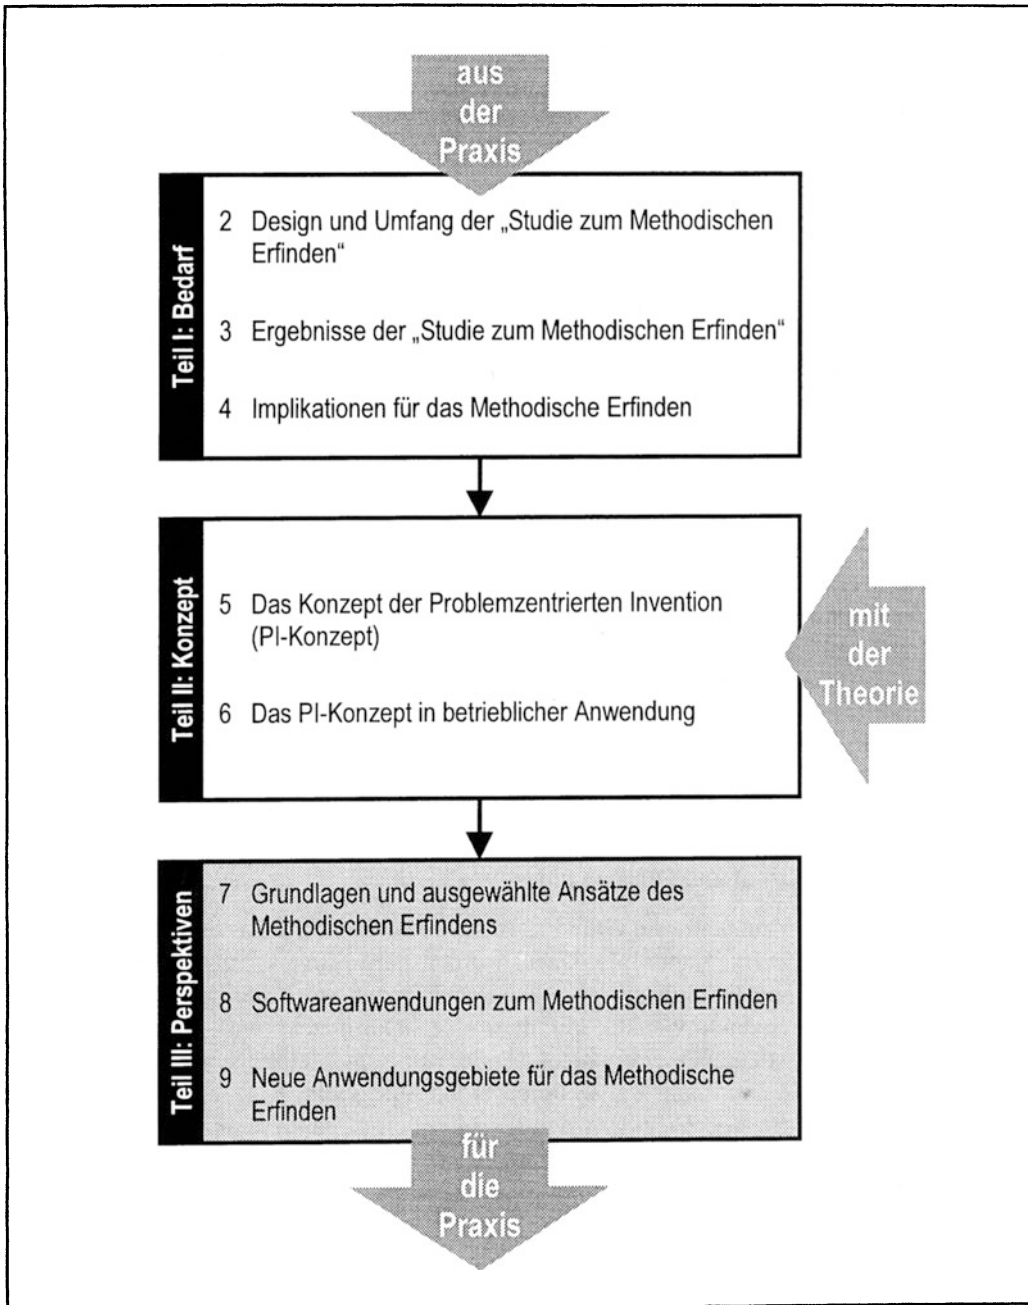 aus
der
Praxis
Teil I: Bedarf
2 Design und Umfang der „Studie zum Methodischen
Erfinden“
3 Ergebnisse der „Studie zum Methodischen Erfinden“
4 Implikationen für das Methodische Erfinden
Teil II: Konzept
5 Das Konzept der Problemzentrierten Invention
(PI-Konzept)
6 Das PI-Konzept in betrieblicher Anwendung
mit
der
Theorie
Teil III: Perspektiven
7 Grundlagen und ausgewählte Ansätze des
Methodischen Erfindens
8 Softwareanwendungen zum Methodischen Erfinden
9 Neue Anwendungsgebiete für das Methodische
Erfinden
für
die
Praxis